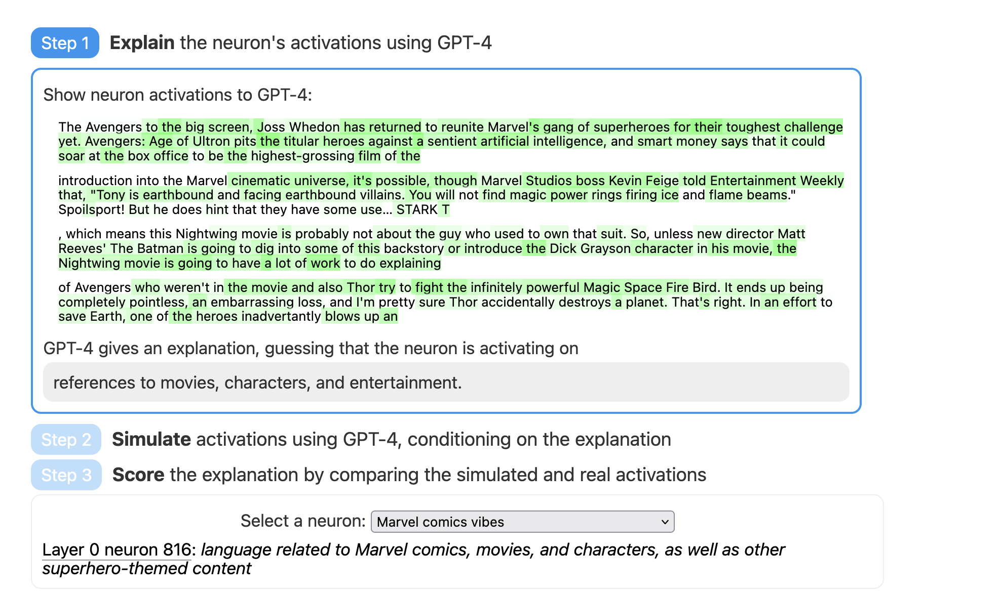 Step 1 Explain the neuron's activations using GPT-4
Show neuron activations to GPT-4:
The Avengers to the big screen, Joss Whedon has returned to reunite Marvel's gang of superheroes for their toughest challenge
yet. Avengers: Age of Ultron pits the titular heroes against a sentient artificial intelligence, and smart money says that it could
soar at the box office to be the highest-grossing film of the
introduction into the Marvel cinematic universe, it's possible, though Marvel Studios boss Kevin Feige told Entertainment Weekly
that, "Tony is earthbound and facing earthbound villains. You will not find magic power rings firing ice and flame beams."
Spoilsport! But he does hint that they have some use... STARK T
, which means this Nightwing movie is probably not about the guy who used to own that suit. So, unless new director Matt
Reeves' The Batman is going to dig into some of this backstory or introduce the Dick Grayson character in his movie, the
Nightwing movie is going to have a lot of work to do explaining
of Avengers who weren't in the movie and also Thor try to fight the infinitely powerful Magic Space Fire Bird. It ends up being
completely pointless, an embarrassing loss, and I'm pretty sure Thor accidentally destroys a planet. That's right. In an effort to
save Earth, one of the heroes inadvertantly blows up an
GPT-4 gives an explanation, guessing that the neuron is activating on
references to movies, characters, and entertainment.
Step 2 Simulate activations using GPT-4, conditioning on the explanation
Step 3 Score the explanation by comparing the simulated and real activations
Select a neuron: Marvel comics vibes
Layer 0 neuron 816: language related to Marvel comics, movies, and characters, as well as other
superhero-themed content